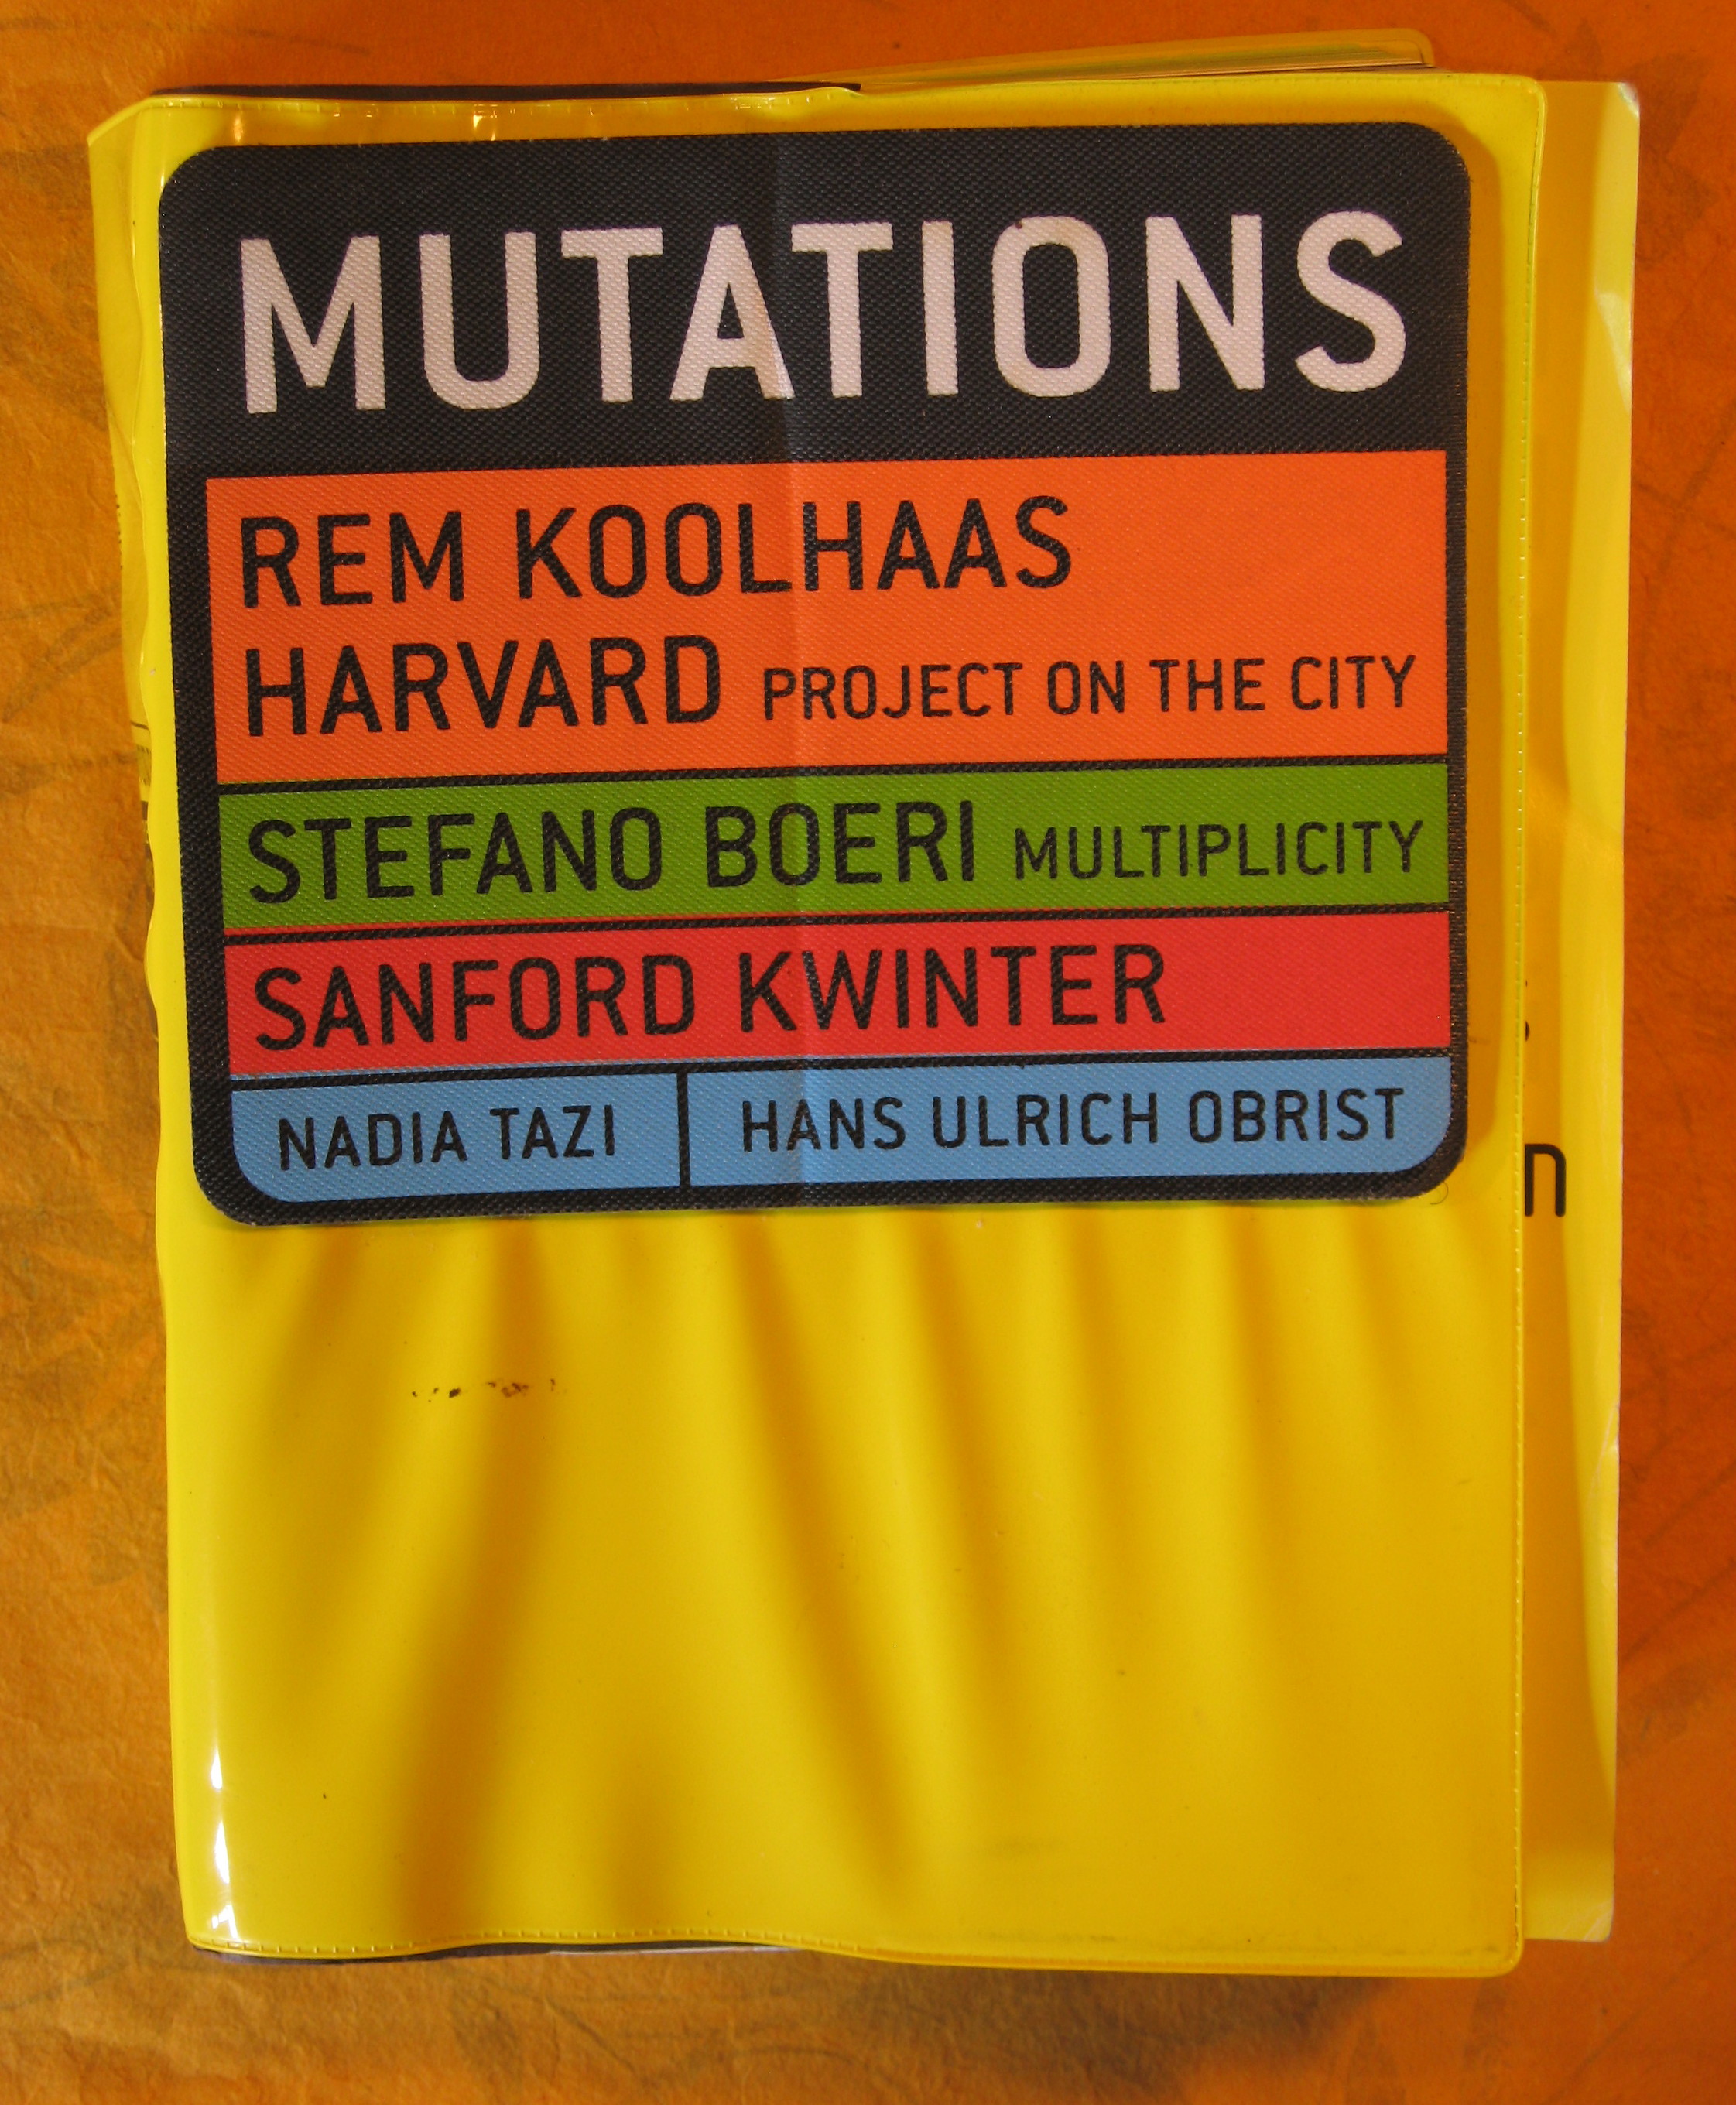 MUTATIONS
REM KOOLHAAS
HARVARD PROJECT ON THE CITY
STEFANO BOERI MULTIPLICITY
SANFORD KWINTER
NADIA TAZI HANS ULRICH OBRIST
n